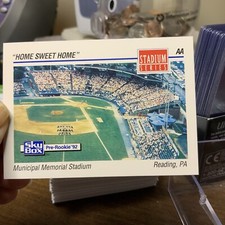 "HOME SWEET HOME"
AA
STADIUM
SERIES
Sky
Box
Pre-Rookie '92
Municipal Memorial Stadium
Reading, PA